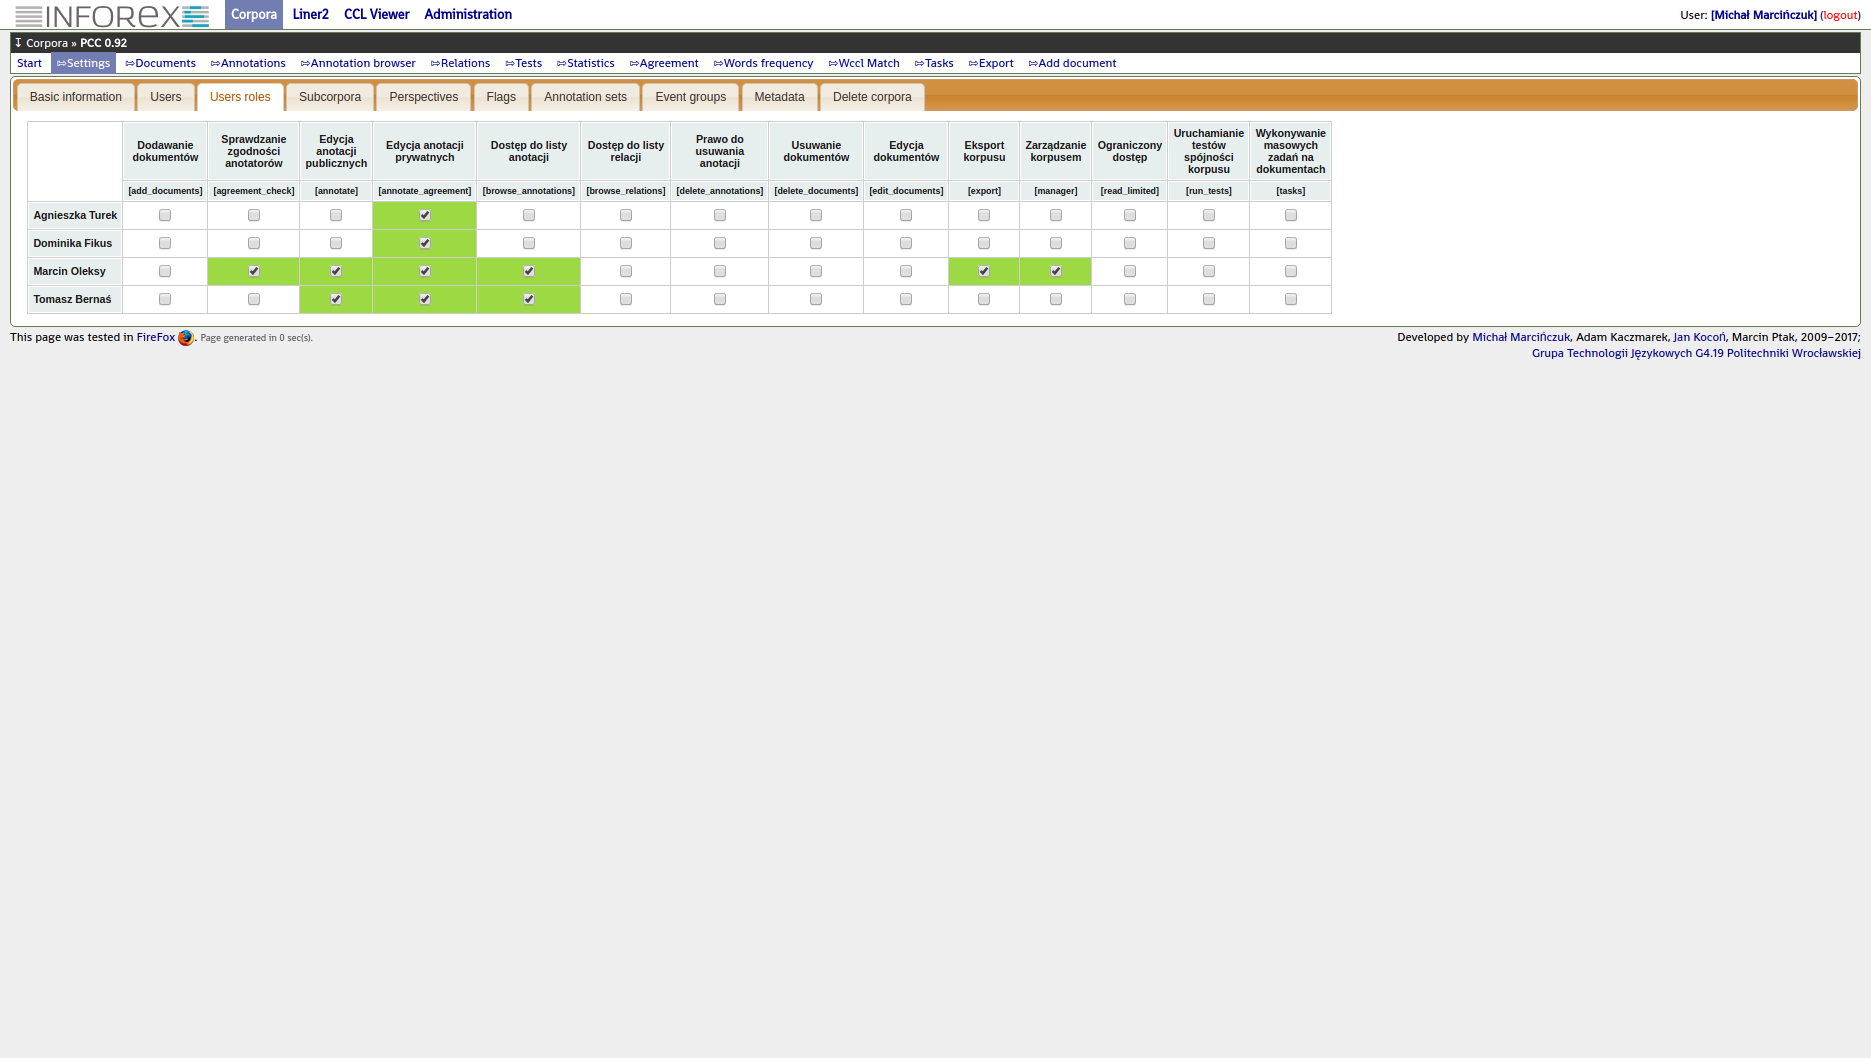 INFOREX Corpora Liner2 CCL Viewer Administration User: [Michał Marcińczuk] (logout)
↧ Corpora » PCC 0.92
Start ⇰Settings ⇰Documents ⇰Annotations ⇰Annotation browser ⇰Relations ⇰Tests ⇰Statistics ⇰Agreement ⇰Words frequency ⇰Wccl Match ⇰Tasks ⇰Export ⇰Add document
Basic information Users Users roles Subcorpora Perspectives Flags Annotation sets Event groups Metadata Delete corpora
Dodawanie
dokumentów
Sprawdzanie
zgodności
anotatorów
Edycja
anotacji
publicznych
Edycja anotacji
prywatnych
Dostęp do listy
anotacji
Dostęp do listy
relacji
Prawo do
usuwania
anotacji
Usuwanie
dokumentów
Edycja
dokumentów
Eksport
korpusu
Zarządzanie
korpusem
Ograniczony
dostęp
Uruchamianie
testów
spójności
korpusu
Wykonywanie
masowych
zadań na
dokumentach
[add_documents] [agreement_check] [annotate] [annotate_agreement] [browse_annotations] [browse_relations] [delete_annotations] [delete_documents] [edit_documents] [export] [manager] [read_limited] [run_tests] [tasks]
Agnieszka Turek
Dominika Fikus
Marcin Oleksy
Tomasz Bernaś
This page was tested in FireFox . Page generated in 0 sec(s). Developed by Michał Marcińczuk, Adam Kaczmarek, Jan Kocoń, Marcin Ptak, 2009–2017;
Grupa Technologii Językowych G4.19 Politechniki Wrocławskiej